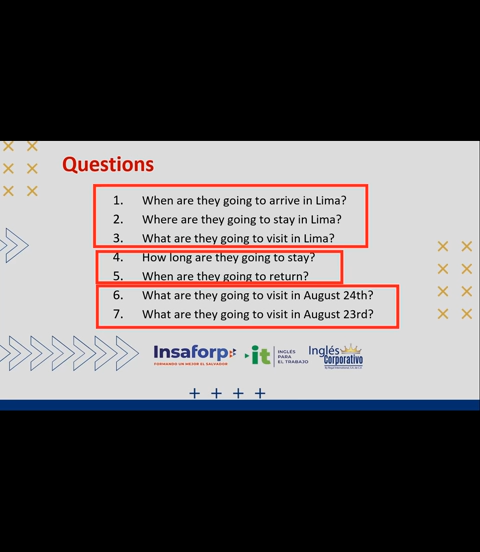 Questions
1. When are they going to arrive in Lima?
2. Where are they going to stay in Lima?
3. What are they going to visit in Lima?
4. How long are they going to stay?
5. When are they going to return?
6. What are they going to visit in August 24th?
7. What are they going to visit in August 23rd?
Insaforp
FORMANDO UN MEJOR EL SALVADOR
it
INGLÉS
PARA
EL TRABAJO
Inglés
Corporativo